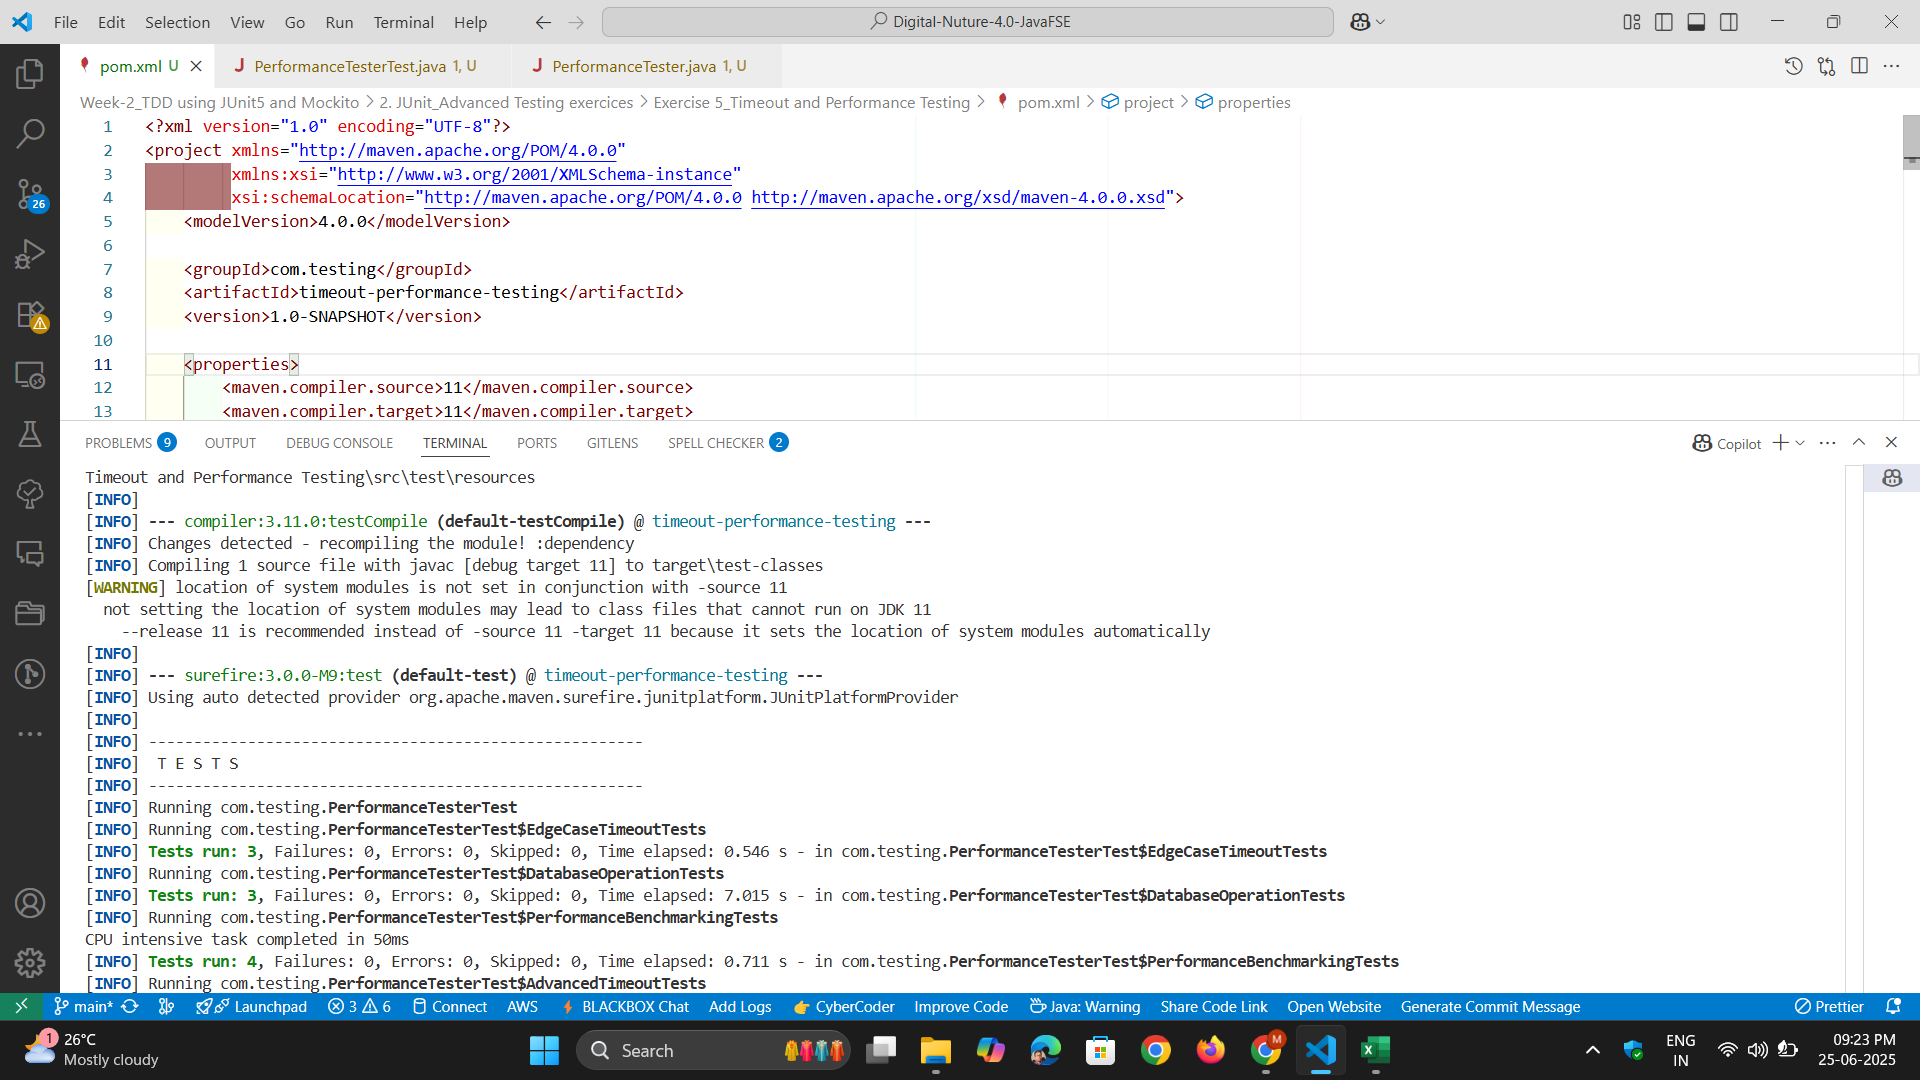 File Edit Selection View Go Run Terminal Help
Digital-Nuture-4.0-JavaFSE
pom.xml U
PerformanceTesterTest.java 1, U
PerformanceTester.java 1, U
Week-2_TDD using JUnit5 and Mockito > 2. JUnit_Advanced Testing exercices > Exercise 5_Timeout and Performance Testing > pom.xml > project > properties
1 <?xml version="1.0" encoding="UTF-8"?>
2 <project xmlns="http://maven.apache.org/POM/4.0.0"
3 xmlns:xsi="http://www.w3.org/2001/XMLSchema-instance"
4 xsi:schemaLocation="http://maven.apache.org/POM/4.0.0 http://maven.apache.org/xsd/maven-4.0.0.xsd">
5 <modelVersion>4.0.0</modelVersion>
6
7 <groupId>com.testing</groupId>
8 <artifactId>timeout-performance-testing</artifactId>
9 <version>1.0-SNAPSHOT</version>
10
11 <properties>
12 <maven.compiler.source>11</maven.compiler.source>
13 <maven.compiler.target>11</maven.compiler.target>
26
PROBLEMS 9 OUTPUT DEBUG CONSOLE TERMINAL PORTS GITLENS SPELL CHECKER 2
Copilot
Timeout and Performance Testing\src\test\resources
[INFO]
[INFO] --- compiler:3.11.0:testCompile (default-testCompile) @ timeout-performance-testing ---
[INFO] Changes detected - recompiling the module! :dependency
[INFO] Compiling 1 source file with javac [debug target 11] to target\test-classes
[WARNING] location of system modules is not set in conjunction with -source 11
not setting the location of system modules may lead to class files that cannot run on JDK 11
--release 11 is recommended instead of -source 11 -target 11 because it sets the location of system modules automatically
[INFO]
[INFO] --- surefire:3.0.0-M9:test (default-test) @ timeout-performance-testing ---
[INFO] Using auto detected provider org.apache.maven.surefire.junitplatform.JUnitPlatformProvider
[INFO]
[INFO] -------------------------------------------------------
[INFO] T E S T S
[INFO] -------------------------------------------------------
[INFO] Running com.testing.PerformanceTesterTest
[INFO] Running com.testing.PerformanceTesterTest$EdgeCaseTimeoutTests
[INFO] Tests run: 3, Failures: 0, Errors: 0, Skipped: 0, Time elapsed: 0.546 s - in com.testing.PerformanceTesterTest$EdgeCaseTimeoutTests
[INFO] Running com.testing.PerformanceTesterTest$DatabaseOperationTests
[INFO] Tests run: 3, Failures: 0, Errors: 0, Skipped: 0, Time elapsed: 7.015 s - in com.testing.PerformanceTesterTest$DatabaseOperationTests
[INFO] Running com.testing.PerformanceTesterTest$PerformanceBenchmarkingTests
CPU intensive task completed in 50ms
[INFO] Tests run: 4, Failures: 0, Errors: 0, Skipped: 0, Time elapsed: 0.711 s - in com.testing.PerformanceTesterTest$PerformanceBenchmarkingTests
[INFO] Running com.testing.PerformanceTesterTest$AdvancedTimeoutTests
main* Launchpad 3 6 Connect AWS BLACKBOX Chat Add Logs CyberCoder Improve Code Java: Warning Share Code Link Open Website Generate Commit Message Prettier
1
26°C
Mostly cloudy
Search
M
ENG
IN
09:23 PM
25-06-2025